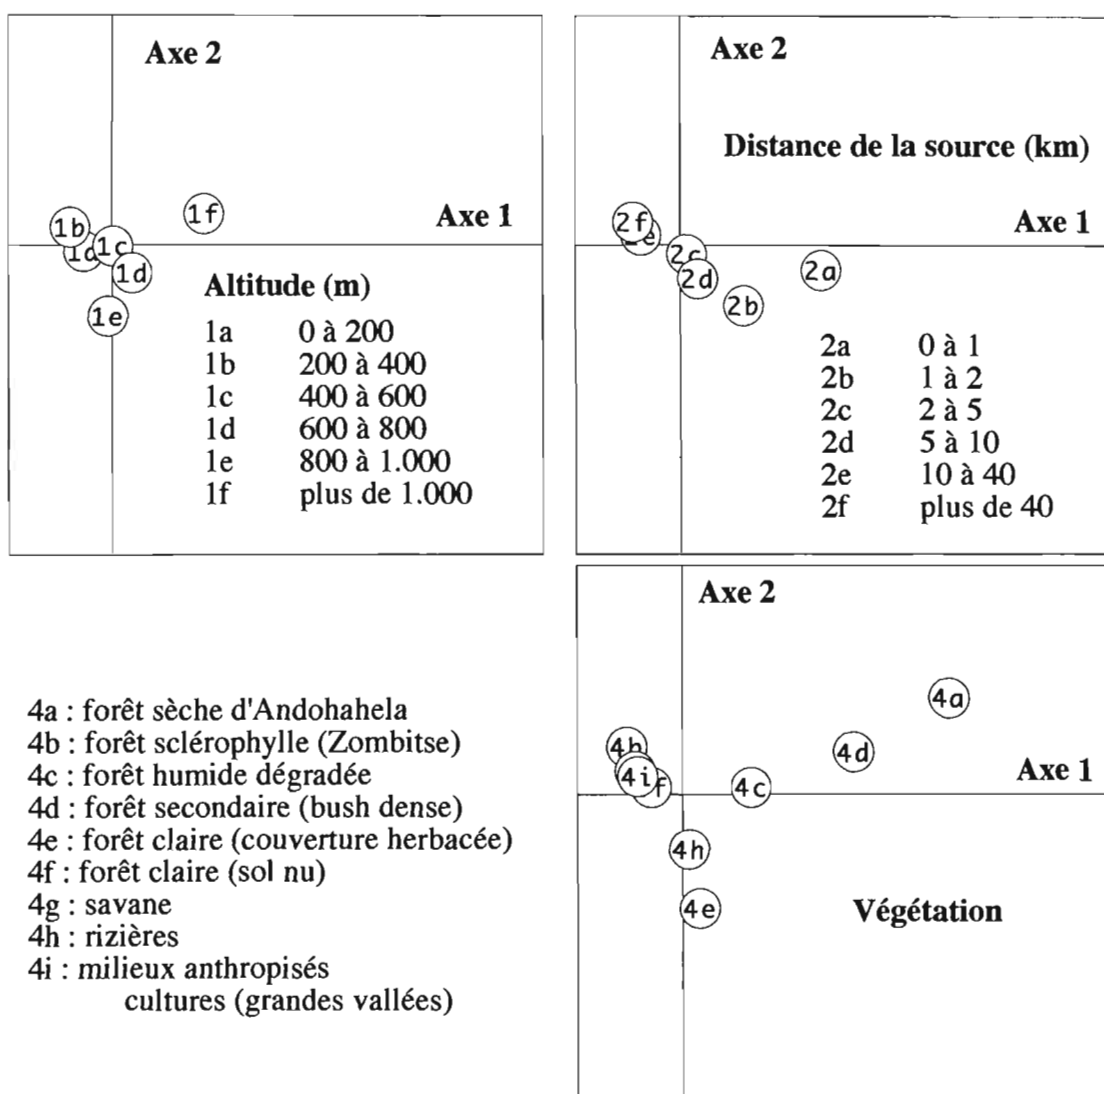 Axe 2
1f
Axe 1
1b
1c
1d
1e
Altitude (m)
1a 0 à 200
1b 200 à 400
1c 400 à 600
1d 600 à 800
1e 800 à 1.000
1f plus de 1.000
Axe 2
Distance de la source (km)
Axe 1
2f
2e
2c
2d
2a
2b
2a 0 à 1
2b 1 à 2
2c 2 à 5
2d 5 à 10
2e 10 à 40
2f plus de 40
4a : forêt sèche d'Andohahela
4b : forêt sclérophylle (Zombitse)
4c : forêt humide dégradée
4d : forêt secondaire (bush dense)
4e : forêt claire (couverture herbacée)
4f : forêt claire (sol nu)
4g : savane
4h : rizières
4i : milieux anthropisés
cultures (grandes vallées)
Axe 2
4a
4b
4d
Axe 1
4i
f
4c
4h
4e
Végétation